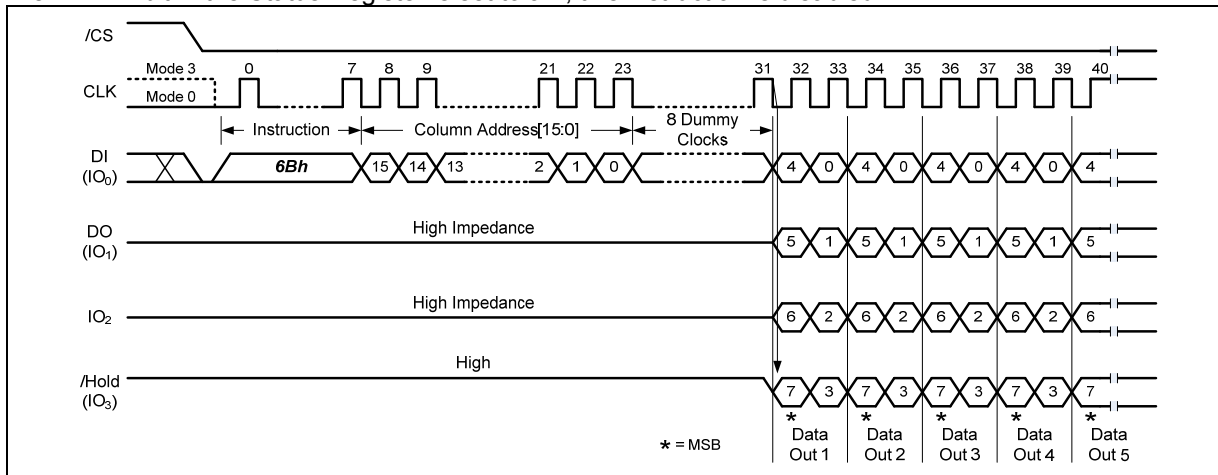 /CS
Mode 3
Mode 0
CLK
0 7 8 9 21 22 23 31 32 33 34 35 36 37 38 39 40
Instruction
Column Address[15:0]
8 Dummy
Clocks
DI
(IO0)
6Bh 15 14 13 2 1 0 4 0 4 0 4 0 4 0 4
DO
(IO1)
High Impedance
5 1 5 1 5 1 5 1 5
IO2
High Impedance
6 2 6 2 6 2 6 2 6
/Hold
(IO3)
High
7 3 7 3 7 3 7 3 7
* * * * *
* = MSB
Data
Out 1
Data
Out 2
Data
Out 3
Data
Out 4
Data
Out 5